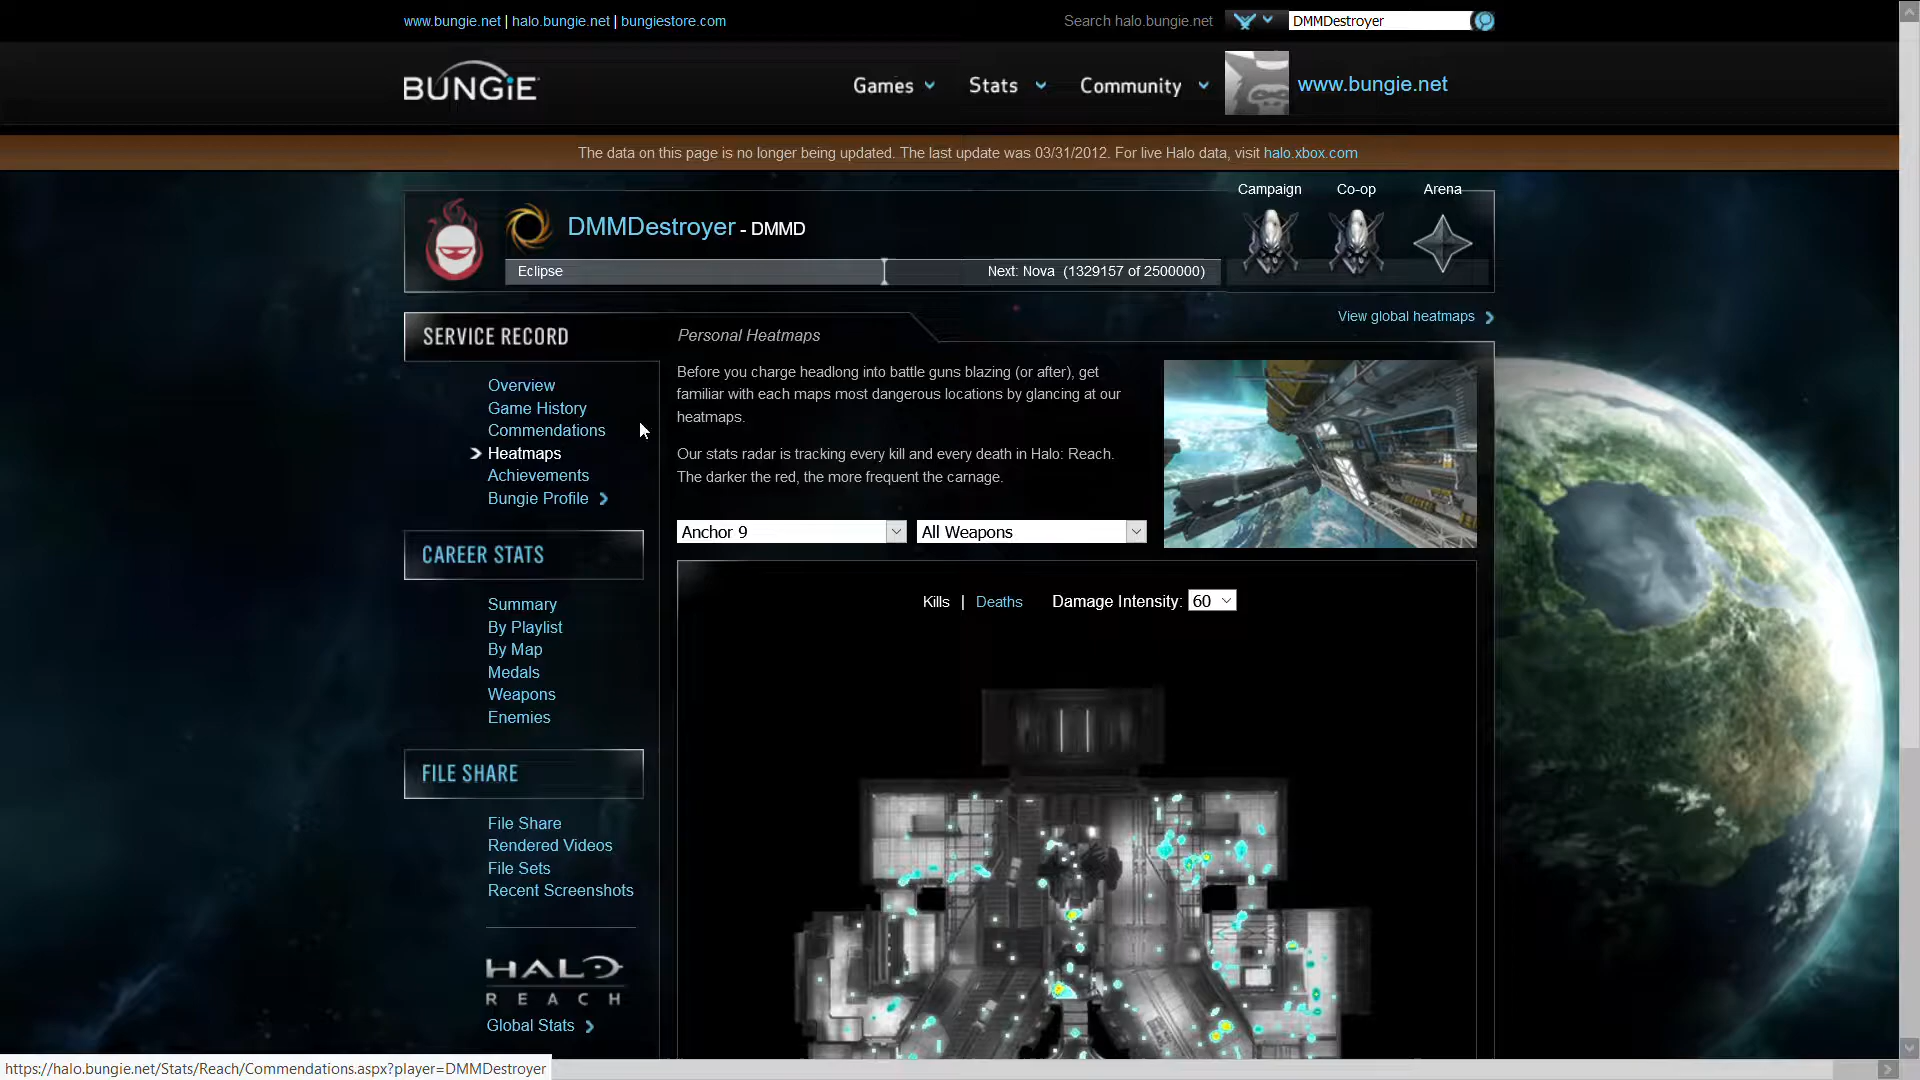 www.bungie.net | halo.bungie.net | bungiestore.com
Search halo.bungie.net
DMMDestroyer
BUNGiE
Games
Stats
Community
www.bungie.net
The data on this page is no longer being updated. The last update was 03/31/2012. For live Halo data, visit halo.xbox.com
Campaign
Co-op
Arena
DMMDestroyer - DMMD
Eclipse
Next: Nova (1329157 of 2500000)
View global heatmaps
SERVICE RECORD
Overview
Game History
Commendations
Heatmaps
Achievements
Bungie Profile
CAREER STATS
Summary
By Playlist
By Map
Medals
Weapons
Enemies
FILE SHARE
File Share
Rendered Videos
File Sets
Recent Screenshots
HALO
REACH
Global Stats
Personal Heatmaps
Before you charge headlong into battle guns blazing (or after), get
familiar with each maps most dangerous locations by glancing at our
heatmaps.
Our stats radar is tracking every kill and every death in Halo: Reach.
The darker the red, the more frequent the carnage.
Anchor 9
All Weapons
Kills | Deaths
Damage Intensity: 60
https://halo.bungie.net/Stats/Reach/Commendations.aspx?player=DMMDestroyer